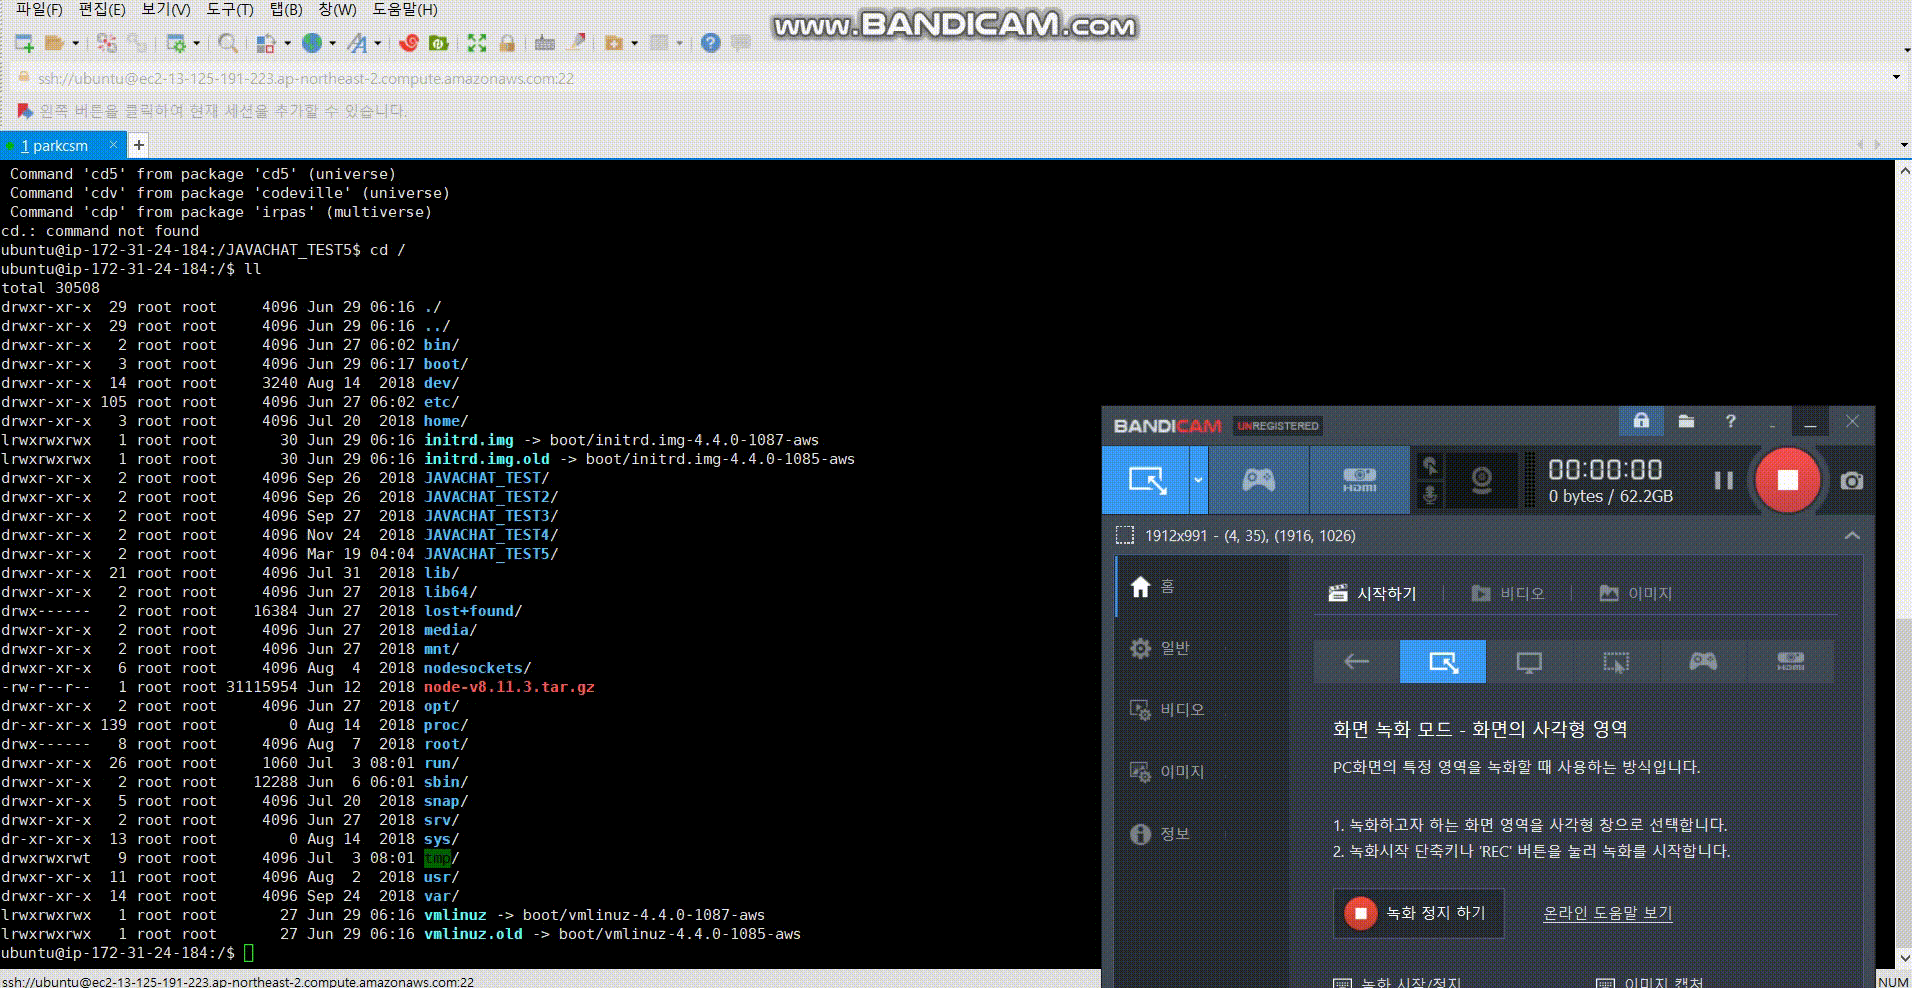 파일(F) 편집(E) 보기(V) 도구(T) 탭(B) 창(W) 도움말(H)
www.BANDICAM.com
ssh://ubuntu@ec2-13-125-191-223.ap-northeast-2.compute.amazonaws.com:22
왼쪽 버튼을 클릭하여 현재 세션을 추가할 수 있습니다.
1 parkcsm × +
Command 'cd5' from package 'cd5' (universe)
Command 'cdv' from package 'codeville' (universe)
Command 'cdp' from package 'irpas' (multiverse)
cd.: command not found
ubuntu@ip-172-31-24-184:/JAVACHAT_TEST5$ cd /
ubuntu@ip-172-31-24-184:/$ ll
total 30508
drwxr-xr-x 29 root root 4096 Jun 29 06:16 ./
drwxr-xr-x 29 root root 4096 Jun 29 06:16 ../
drwxr-xr-x 2 root root 4096 Jun 27 06:02 bin/
drwxr-xr-x 3 root root 4096 Jun 29 06:17 boot/
drwxr-xr-x 14 root root 3240 Aug 14 2018 dev/
drwxr-xr-x 105 root root 4096 Jun 27 06:02 etc/
drwxr-xr-x 3 root root 4096 Jul 20 2018 home/
lrwxrwxrwx 1 root root 30 Jun 29 06:16 initrd.img -> boot/initrd.img-4.4.0-1087-aws
lrwxrwxrwx 1 root root 30 Jun 29 06:16 initrd.img.old -> boot/initrd.img-4.4.0-1085-aws
drwxr-xr-x 2 root root 4096 Sep 26 2018 JAVACHAT_TEST/
drwxr-xr-x 2 root root 4096 Sep 26 2018 JAVACHAT_TEST2/
drwxr-xr-x 2 root root 4096 Sep 27 2018 JAVACHAT_TEST3/
drwxr-xr-x 2 root root 4096 Nov 24 2018 JAVACHAT_TEST4/
drwxr-xr-x 2 root root 4096 Mar 19 04:04 JAVACHAT_TEST5/
drwxr-xr-x 21 root root 4096 Jul 31 2018 lib/
drwxr-xr-x 2 root root 4096 Jun 27 2018 lib64/
drwx------ 2 root root 16384 Jun 27 2018 lost+found/
drwxr-xr-x 2 root root 4096 Jun 27 2018 media/
drwxr-xr-x 2 root root 4096 Jun 27 2018 mnt/
drwxr-xr-x 6 root root 4096 Aug 4 2018 nodesockets/
-rw-r--r-- 1 root root 31115954 Jun 12 2018 node-v8.11.3.tar.gz
drwxr-xr-x 2 root root 4096 Jun 27 2018 opt/
dr-xr-xr-x 139 root root 0 Aug 14 2018 proc/
drwx------ 8 root root 4096 Aug 7 2018 root/
drwxr-xr-x 26 root root 1060 Jul 3 08:01 run/
drwxr-xr-x 2 root root 12288 Jun 6 06:01 sbin/
drwxr-xr-x 5 root root 4096 Jul 20 2018 snap/
drwxr-xr-x 2 root root 4096 Jun 27 2018 srv/
dr-xr-xr-x 13 root root 0 Aug 14 2018 sys/
drwxrwxrwt 9 root root 4096 Jul 3 08:01 tmp/
drwxr-xr-x 11 root root 4096 Aug 2 2018 usr/
drwxr-xr-x 14 root root 4096 Sep 24 2018 var/
lrwxrwxrwx 1 root root 27 Jun 29 06:16 vmlinuz -> boot/vmlinuz-4.4.0-1087-aws
lrwxrwxrwx 1 root root 27 Jun 29 06:16 vmlinuz.old -> boot/vmlinuz-4.4.0-1085-aws
ubuntu@ip-172-31-24-184:/$
BANDICAM UNREGISTERED
HDMI
00:00:00
0 bytes / 62.2GB
1912x991 - (4, 35), (1916, 1026)
홈
일반
비디오
이미지
정보
시작하기 비디오 이미지
HDMI
화면 녹화 모드 - 화면의 사각형 영역
PC화면의 특정 영역을 녹화할 때 사용하는 방식입니다.
1. 녹화하고자 하는 화면 영역을 사각형 창으로 선택합니다.
2. 녹화시작 단축키나 'REC' 버튼을 눌러 녹화를 시작합니다.
녹화 정지 하기 온라인 도움말 보기
녹화 시작/정지 이미지 캡처
ssh://ubuntu@ec2-13-125-191-223.ap-northeast-2.compute.amazonaws.com:22
NUM